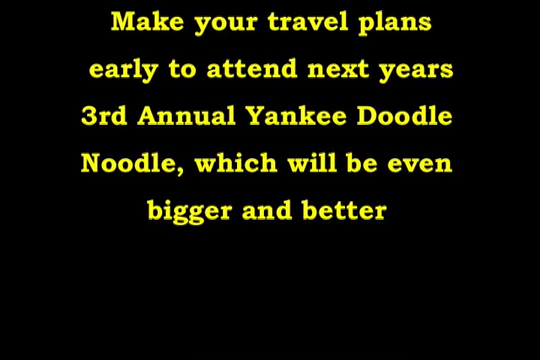 Make your travel plans
early to attend next years
3rd Annual Yankee Doodle
Noodle, which will be even
bigger and better